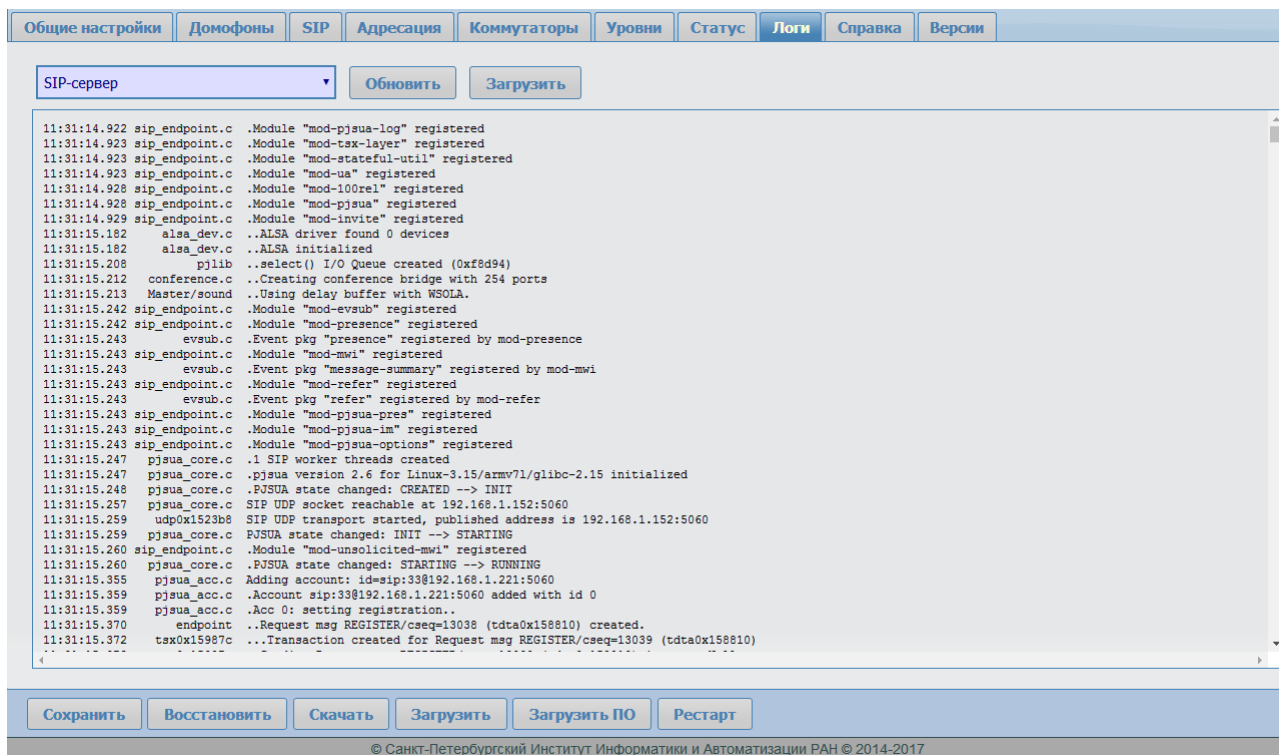 Общие настройки Домофоны SIP Адресация Коммутаторы Уровни Статус Логи Справка Версии
SIP-сервер Обновить Загрузить
11:31:14.922 sip_endpoint.c .Module "mod-pjsua-log" registered
11:31:14.923 sip_endpoint.c .Module "mod-tsx-layer" registered
11:31:14.923 sip_endpoint.c .Module "mod-stateful-util" registered
11:31:14.923 sip_endpoint.c .Module "mod-ua" registered
11:31:14.928 sip_endpoint.c .Module "mod-100rel" registered
11:31:14.928 sip_endpoint.c .Module "mod-pjsua" registered
11:31:14.929 sip_endpoint.c .Module "mod-invite" registered
11:31:15.182 alsa_dev.c ..ALSA driver found 0 devices
11:31:15.182 alsa_dev.c ..ALSA initialized
11:31:15.208 pjlib ..select() I/O Queue created (0xf8d94)
11:31:15.212 conference.c ..Creating conference bridge with 254 ports
11:31:15.213 Master/sound ..Using delay buffer with WSOLA.
11:31:15.242 sip_endpoint.c .Module "mod-evsub" registered
11:31:15.242 sip_endpoint.c .Module "mod-presence" registered
11:31:15.243 evsub.c .Event pkg "presence" registered by mod-presence
11:31:15.243 sip_endpoint.c .Module "mod-mwi" registered
11:31:15.243 evsub.c .Event pkg "message-summary" registered by mod-mwi
11:31:15.243 sip_endpoint.c .Module "mod-refer" registered
11:31:15.243 evsub.c .Event pkg "refer" registered by mod-refer
11:31:15.243 sip_endpoint.c .Module "mod-pjsua-pres" registered
11:31:15.243 sip_endpoint.c .Module "mod-pjsua-im" registered
11:31:15.243 sip_endpoint.c .Module "mod-pjsua-options" registered
11:31:15.247 pjsua_core.c .1 SIP worker threads created
11:31:15.247 pjsua_core.c .pjsua version 2.6 for Linux-3.15/armv7l/glibc-2.15 initialized
11:31:15.248 pjsua_core.c .PJSUA state changed: CREATED --> INIT
11:31:15.257 pjsua_core.c SIP UDP socket reachable at 192.168.1.152:5060
11:31:15.259 udp0x1523b8 SIP UDP transport started, published address is 192.168.1.152:5060
11:31:15.259 pjsua_core.c PJSUA state changed: INIT --> STARTING
11:31:15.260 sip_endpoint.c .Module "mod-unsolicited-mwi" registered
11:31:15.260 pjsua_core.c .PJSUA state changed: STARTING --> RUNNING
11:31:15.355 pjsua_acc.c Adding account: id=sip:33@192.168.1.221:5060
11:31:15.359 pjsua_acc.c .Account sip:33@192.168.1.221:5060 added with id 0
11:31:15.359 pjsua_acc.c .Acc 0: setting registration..
11:31:15.370 endpoint ..Request msg REGISTER/cseq=13038 (tdta0x158810) created.
11:31:15.372 tsx0x15987c ...Transaction created for Request msg REGISTER/cseq=13039 (tdta0x158810)
Сохранить Восстановить Скачать Загрузить Загрузить ПО Рестарт
© Санкт-Петербургский Институт Информатики и Автоматизации РАН © 2014-2017